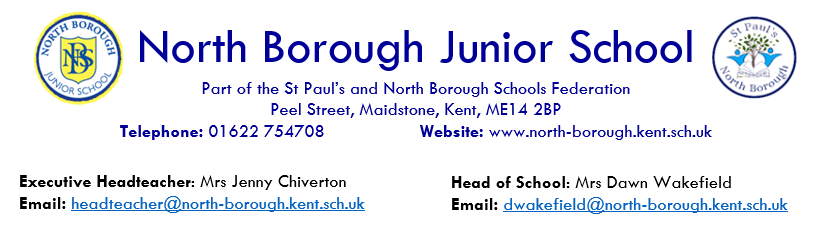 NORTH BOROUGH
NBS
JUNIOR SCHOOL
North Borough Junior School
St Paul's
North Borough
Part of the St Paul's and North Borough Schools Federation
Peel Street, Maidstone, Kent, ME14 2BP
Telephone: 01622 754708 Website: www.north-borough.kent.sch.uk
Executive Headteacher: Mrs Jenny Chiverton
Email: headteacher@north-borough.kent.sch.uk
Head of School: Mrs Dawn Wakefield
Email: dwakefield@north-borough.kent.sch.uk